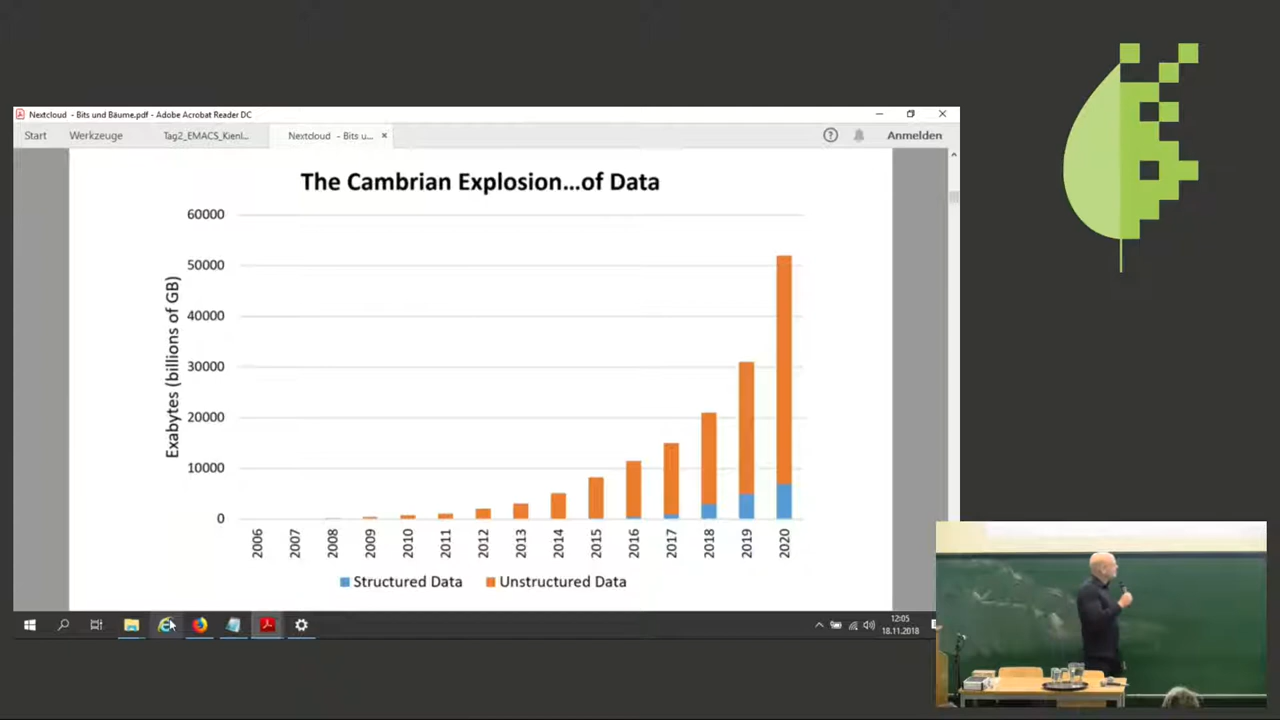 Nextcloud - Bits und Bäume.pdf - Adobe Acrobat Reader DC
Start Werkzeuge Tag2_EMACS_Kienl... Nextcloud - Bits u... × Anmelden
The Cambrian Explosion...of Data
Exabytes (billions of GB)
60000
50000
40000
30000
20000
10000
0
2006 2007 2008 2009 2010 2011 2012 2013 2014 2015 2016 2017 2018 2019 2020
Structured Data Unstructured Data
12:05
18.11.2018